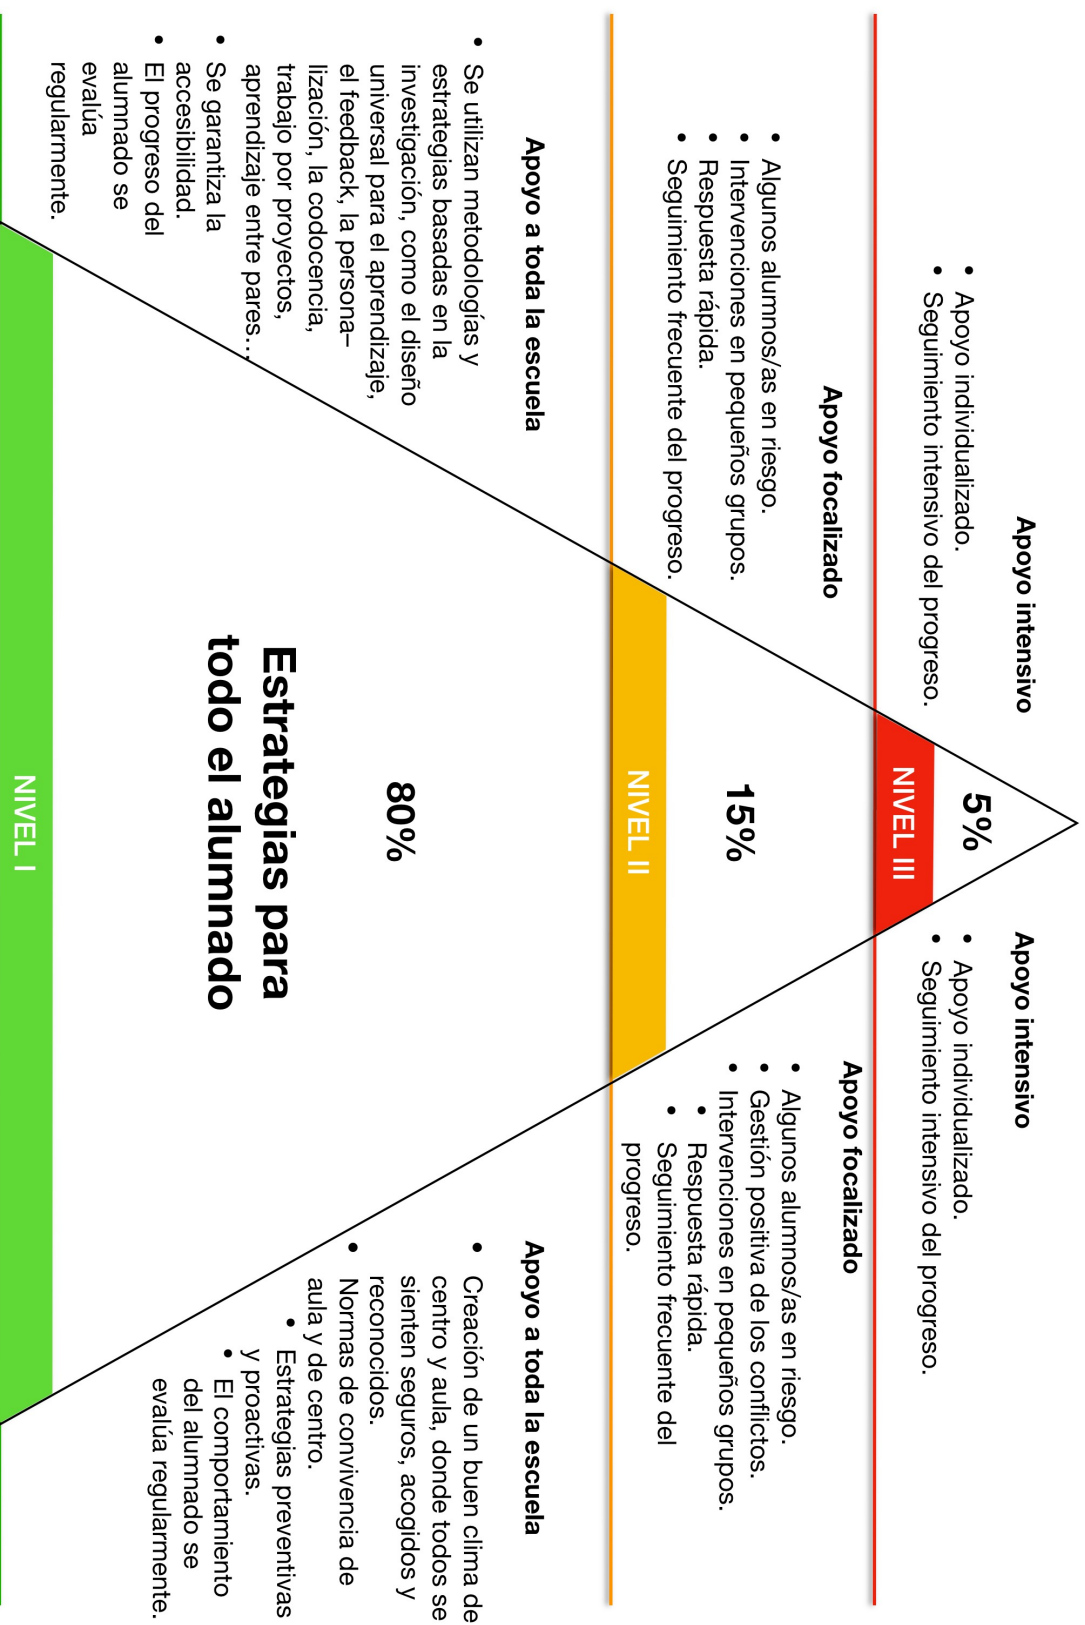 Apoyo intensivo
• Apoyo individualizado.
• Seguimiento intensivo del progreso.
5%
NIVEL III
Apoyo intensivo
• Apoyo individualizado.
• Seguimiento intensivo del progreso.
Apoyo focalizado
• Algunos alumnos/as en riesgo.
• Intervenciones en pequeños grupos.
• Respuesta rápida.
• Seguimiento frecuente del progreso.
15%
NIVEL II
Apoyo focalizado
• Algunos alumnos/as en riesgo.
• Gestión positiva de los conflictos.
• Intervenciones en pequeños grupos.
• Respuesta rápida.
• Seguimiento frecuente del
progreso.
Apoyo a toda la escuela
• Se utilizan metodologías y
estrategias basadas en la
investigación, como el diseño
universal para el aprendizaje,
el feedback, la persona–
lización, la codocencia,
trabajo por proyectos,
aprendizaje entre pares...
• Se garantiza la
accesibilidad.
• El progreso del
alumnado se
evalúa
regularmente.
80%
Estrategias para
todo el alumnado
NIVEL I
Apoyo a toda la escuela
• Creación de un buen clima de
centro y aula, donde todos se
sienten seguros, acogidos y
reconocidos.
• Normas de convivencia de
aula y de centro.
• Estrategias preventivas
y proactivas.
• El comportamiento
del alumnado se
evalúa regularmente.